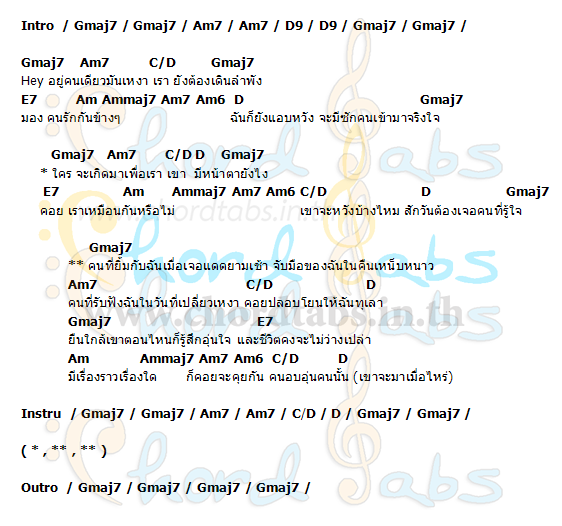 Intro / Gmaj7 / Gmaj7 / Am7 / Am7 / D9 / D9 / Gmaj7 / Gmaj7 /
Gmaj7 Am7 C/D Gmaj7
Hey อยู่คนเดียวมันเหงา เรา ยังต้องเดินลำพัง
E7 Am Ammaj7 Am7 Am6 D Gmaj7
มอง คนรักกันข้างๆ ฉันก็ยังแอบหวัง จะมีซักคนเข้ามาจริงใจ
Gmaj7 Am7 C/D D Gmaj7
* ใคร จะเกิดมาเพื่อเรา เขา มีหน้าตายังไง
E7 Am Ammaj7 Am7 Am6 C/D D Gmaj7
คอย เราเหมือนกันหรือไม่ เขาจะหวังบ้างไหม สักวันต้องเจอคนที่รู้ใจ
Gmaj7
** คนที่ยิ้มกับฉันเมื่อเจอแดดยามเช้า จับมือของฉันในคืนเหน็บหนาว
Am7 C/D D
คนที่รับฟังฉันในวันที่เปลี่ยวเหงา คอยปลอบโยนให้ฉันทุเลา
Gmaj7 E7
ยืนใกล้เขาตอนไหนก็รู้สึกอุ่นใจ และชีวิตคงจะไม่ว่างเปล่า
Am Ammaj7 Am7 Am6 C/D D
มีเรื่องราวเรื่องใด ก็คอยจะคุยกัน คนอบอุ่นคนนั้น (เขาจะมาเมื่อไหร่)
Instru / Gmaj7 / Gmaj7 / Am7 / Am7 / C/D / D / Gmaj7 / Gmaj7 /
( * , ** , ** )
Outro / Gmaj7 / Gmaj7 / Gmaj7 / Gmaj7 /
Chord Tabs
www.chordtabs.in.th